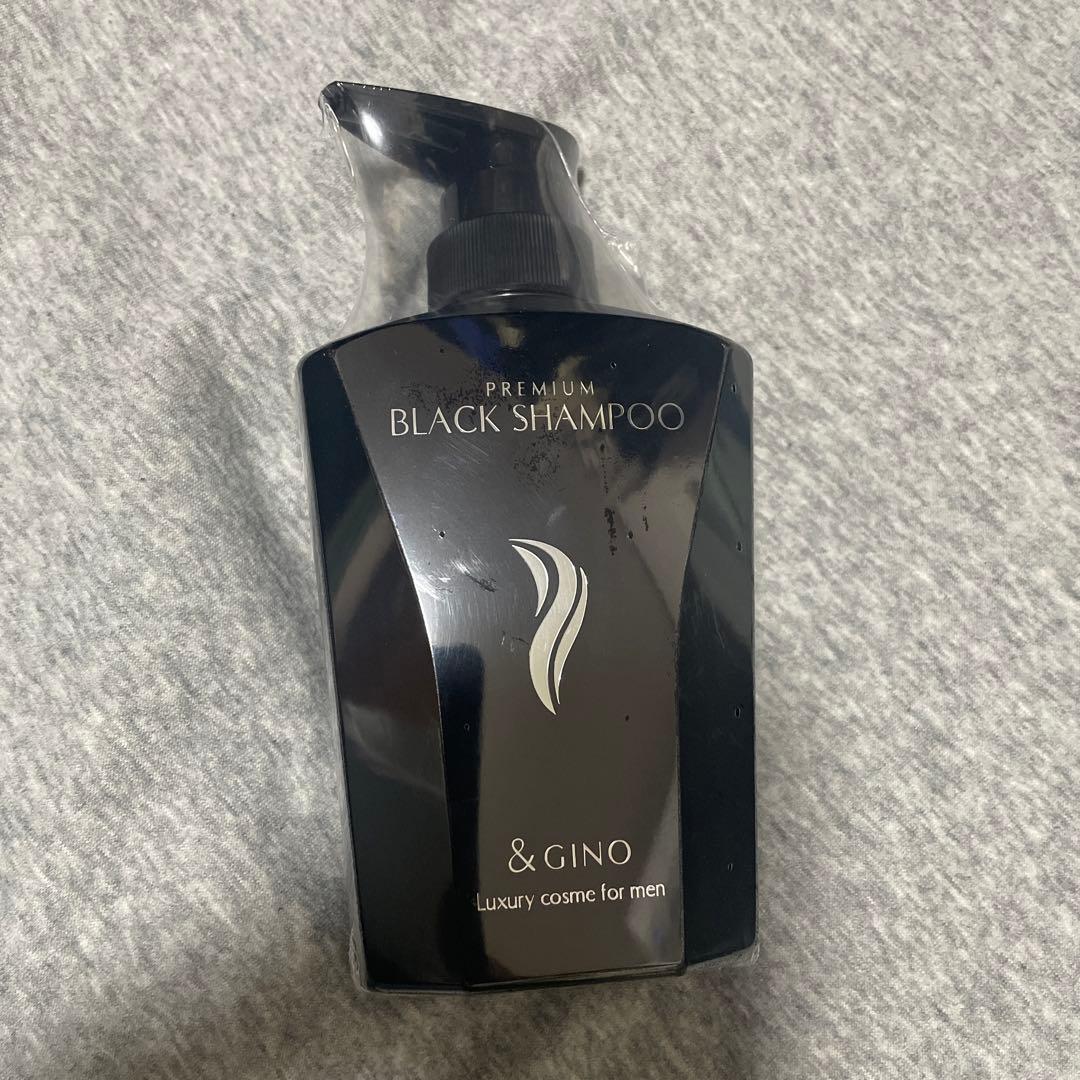 PREMIUM
BLACK SHAMPOO
& GINO
Luxury cosme for men